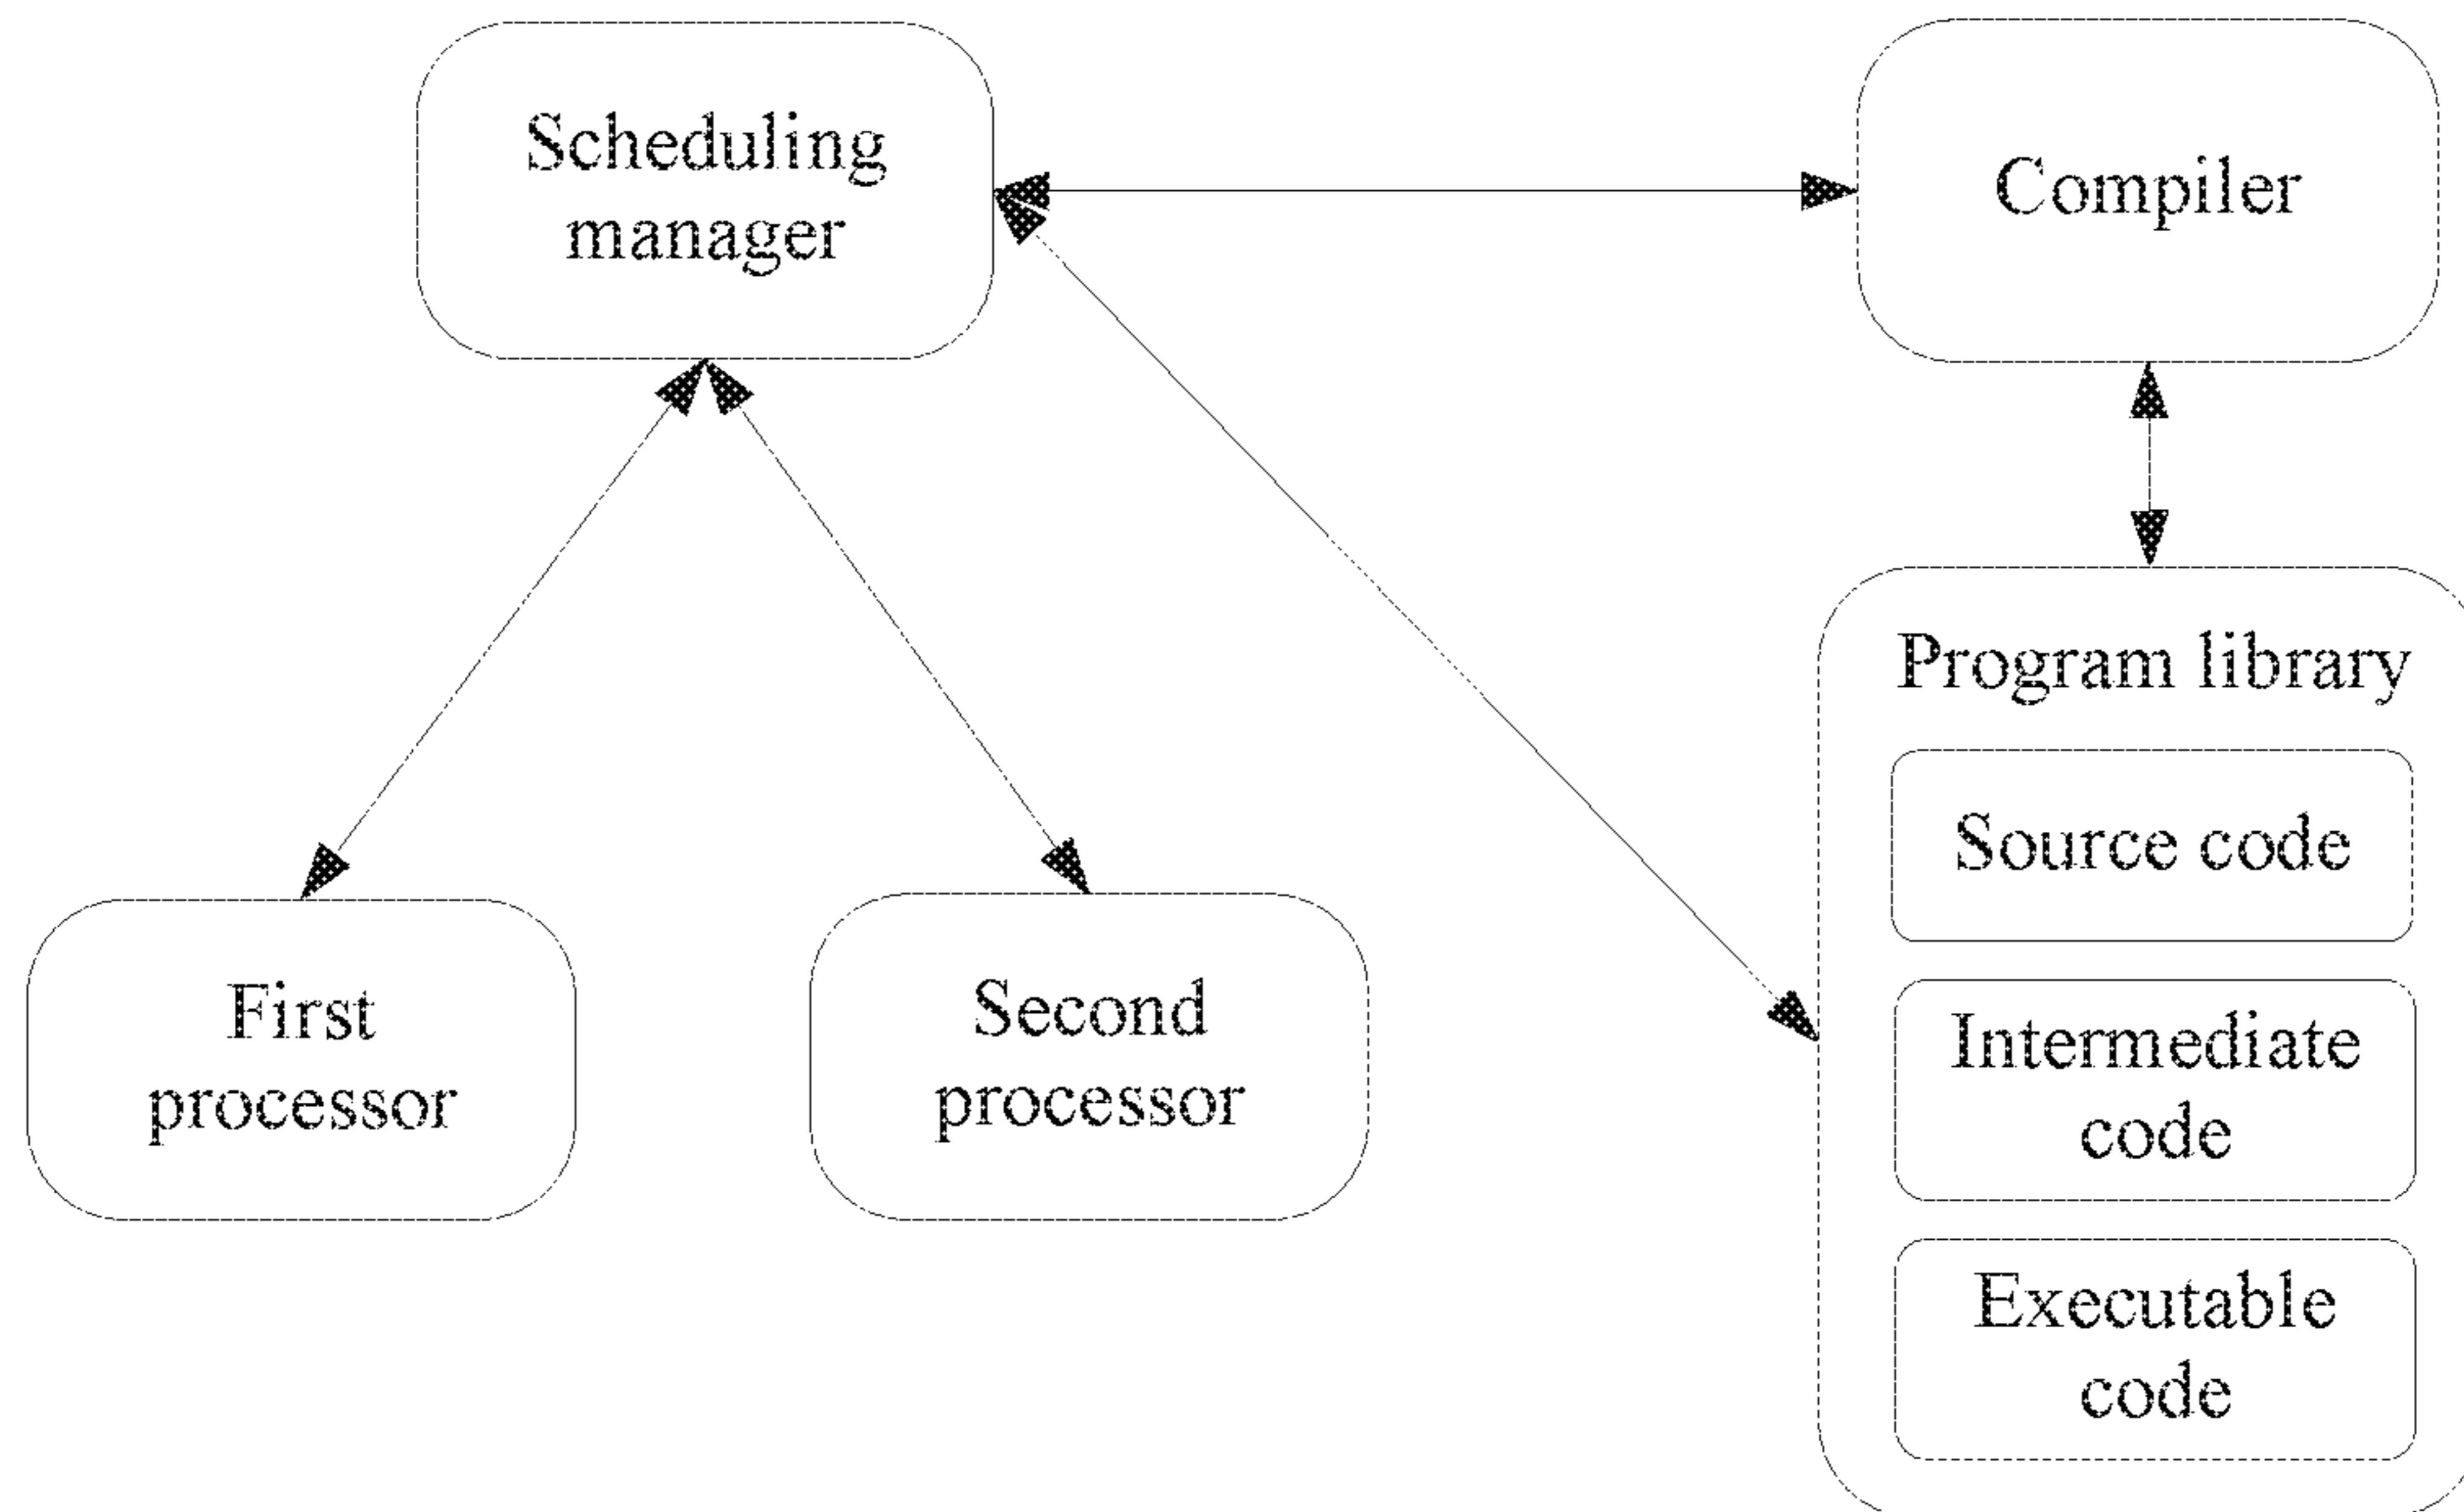 Scheduling
manager
Compiler
Program library
Source code
Intermediate
code
Executable
code
First
processor
Second
processor